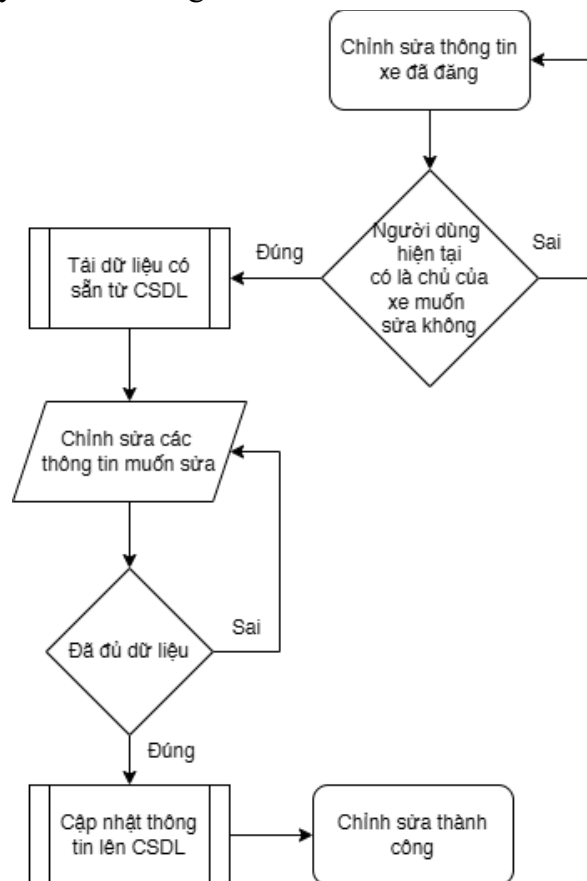 Chỉnh sửa thông tin
xe đã đăng
Người dùng
hiện tại
có là chủ của
xe muốn
sửa không
Sai
Đúng
Tải dữ liệu có
sẵn từ CSDL
Chỉnh sửa các
thông tin muốn sửa
Sai
Đã đủ dữ liệu
Đúng
Cập nhật thông
tin lên CSDL
Chỉnh sửa thành
công